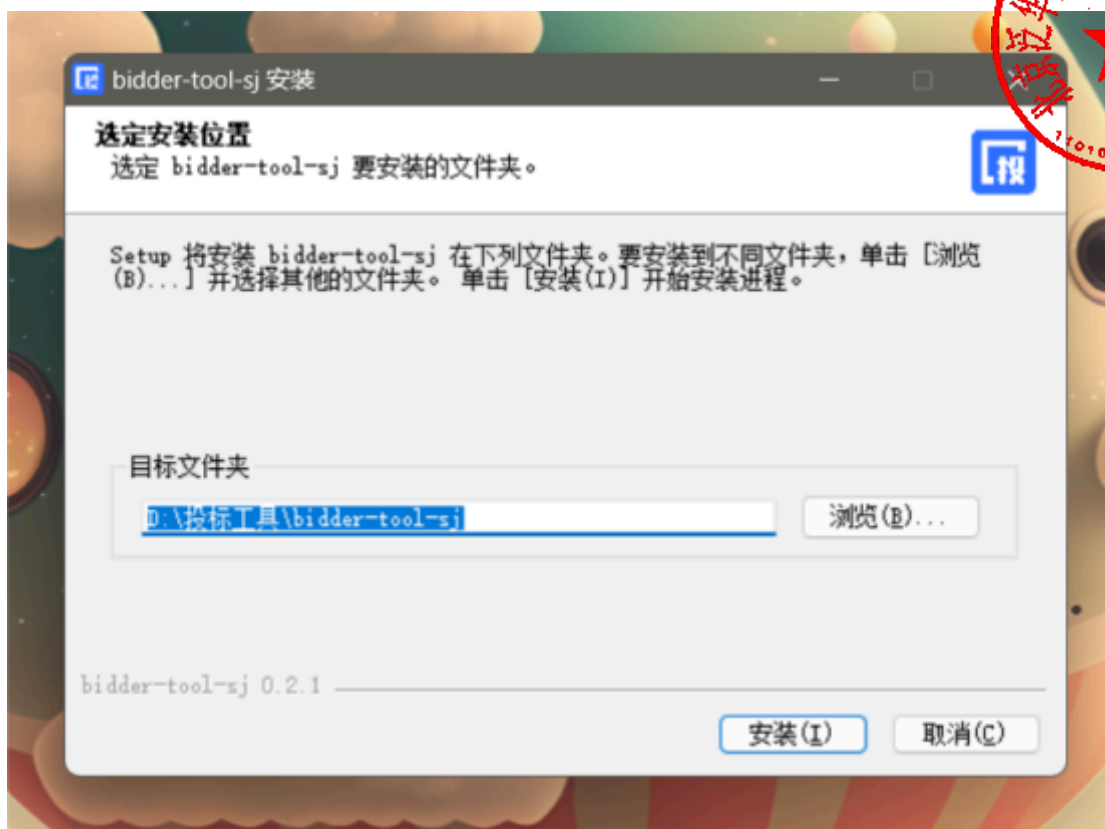 bidder-tool-sj 安装
选定安装位置
选定 bidder-tool-sj 要安装的文件夹。
投
Setup 将安装 bidder-tool-sj 在下列文件夹。要安装到不同文件夹，单击 [浏览
(B)...] 并选择其他的文件夹。 单击 [安装(I)] 开始安装进程。
目标文件夹
D:\投标工具\bidder-tool-sj
浏览(B)...
bidder-tool-sj 0.2.1
安装(I)
取消(C)
北京
11010